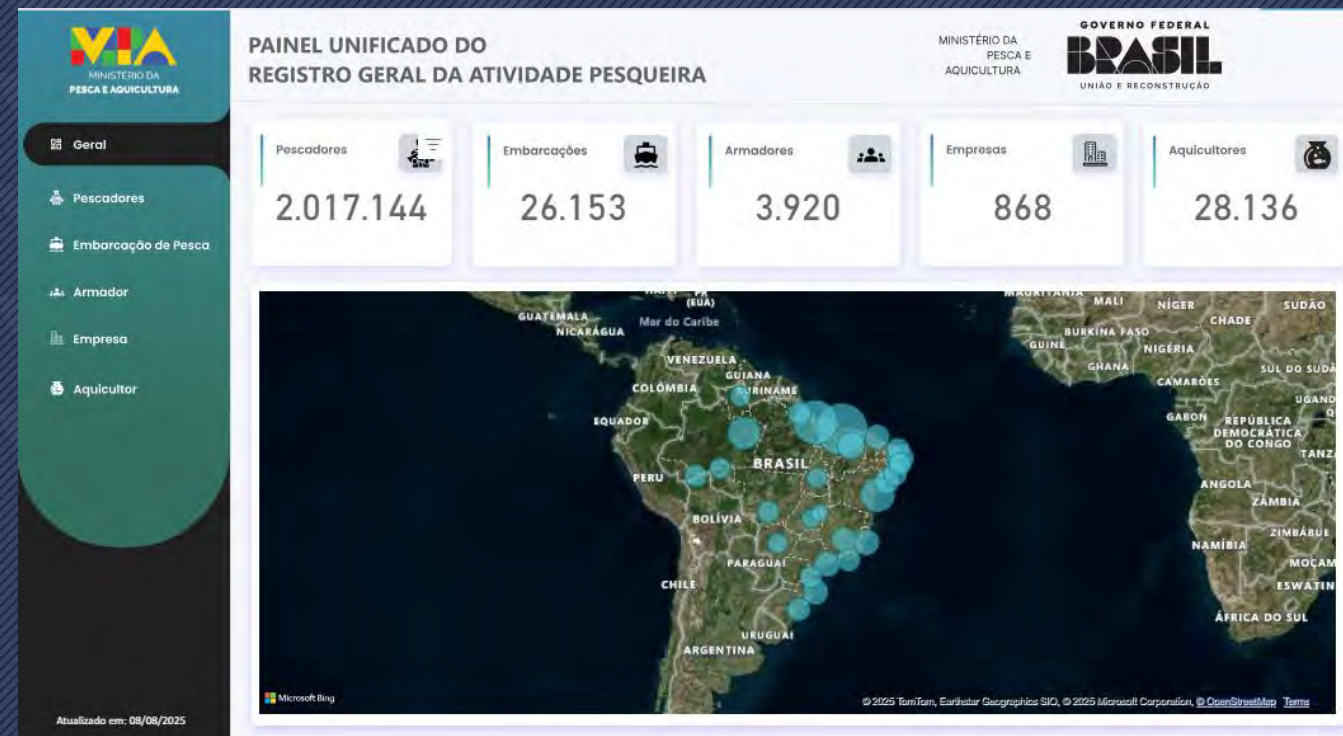 MINISTÉRIO DA
PESCA E AQUICULTURA
PAINEL UNIFICADO DO
REGISTRO GERAL DA ATIVIDADE PESQUEIRA
MINISTÉRIO DA
PESCA E
AQUICULTURA
GOVERNO FEDERAL
BRASIL
UNIÃO E RECONSTRUÇÃO
Geral
Pescadores
Embarcação de Pesca
Armador
Empresa
Aquicultor
Atualizado em: 08/08/2025
Pescadores
2.017.144
Embarcações
26.153
Armadores
3.920
Empresas
868
Aquicultores
28.136
PR
(EUA)
GUATEMALA
NICARÁGUA
Mar do Caribe
VENEZUELA
GUIANA
COLÔMBIA
SURINAME
EQUADOR
BRASIL
PERU
BOLÍVIA
PARAGUAI
CHILE
URUGUAI
ARGENTINA
MAURITÂNIA
MALI
NÍGER
SUDÃO
CHADE
BURKINA FASO
GUINÉ
NIGÉRIA
GHANA
SUL DO SUDÃ
CAMARÕES
UGAND
GABON
REPÚBLICA
DEMOCRÁTICA
DO CONGO
TANZ
ANGOLA
ZÂMBIA
ZIMBÁBUE
NAMÍBIA
MOÇAM
ESWATIN
ÁFRICA DO SUL
Microsoft Bing
© 2025 TomTom, Earthstar Geographics SIO, © 2025 Microsoft Corporation, © OpenStreetMap Terms